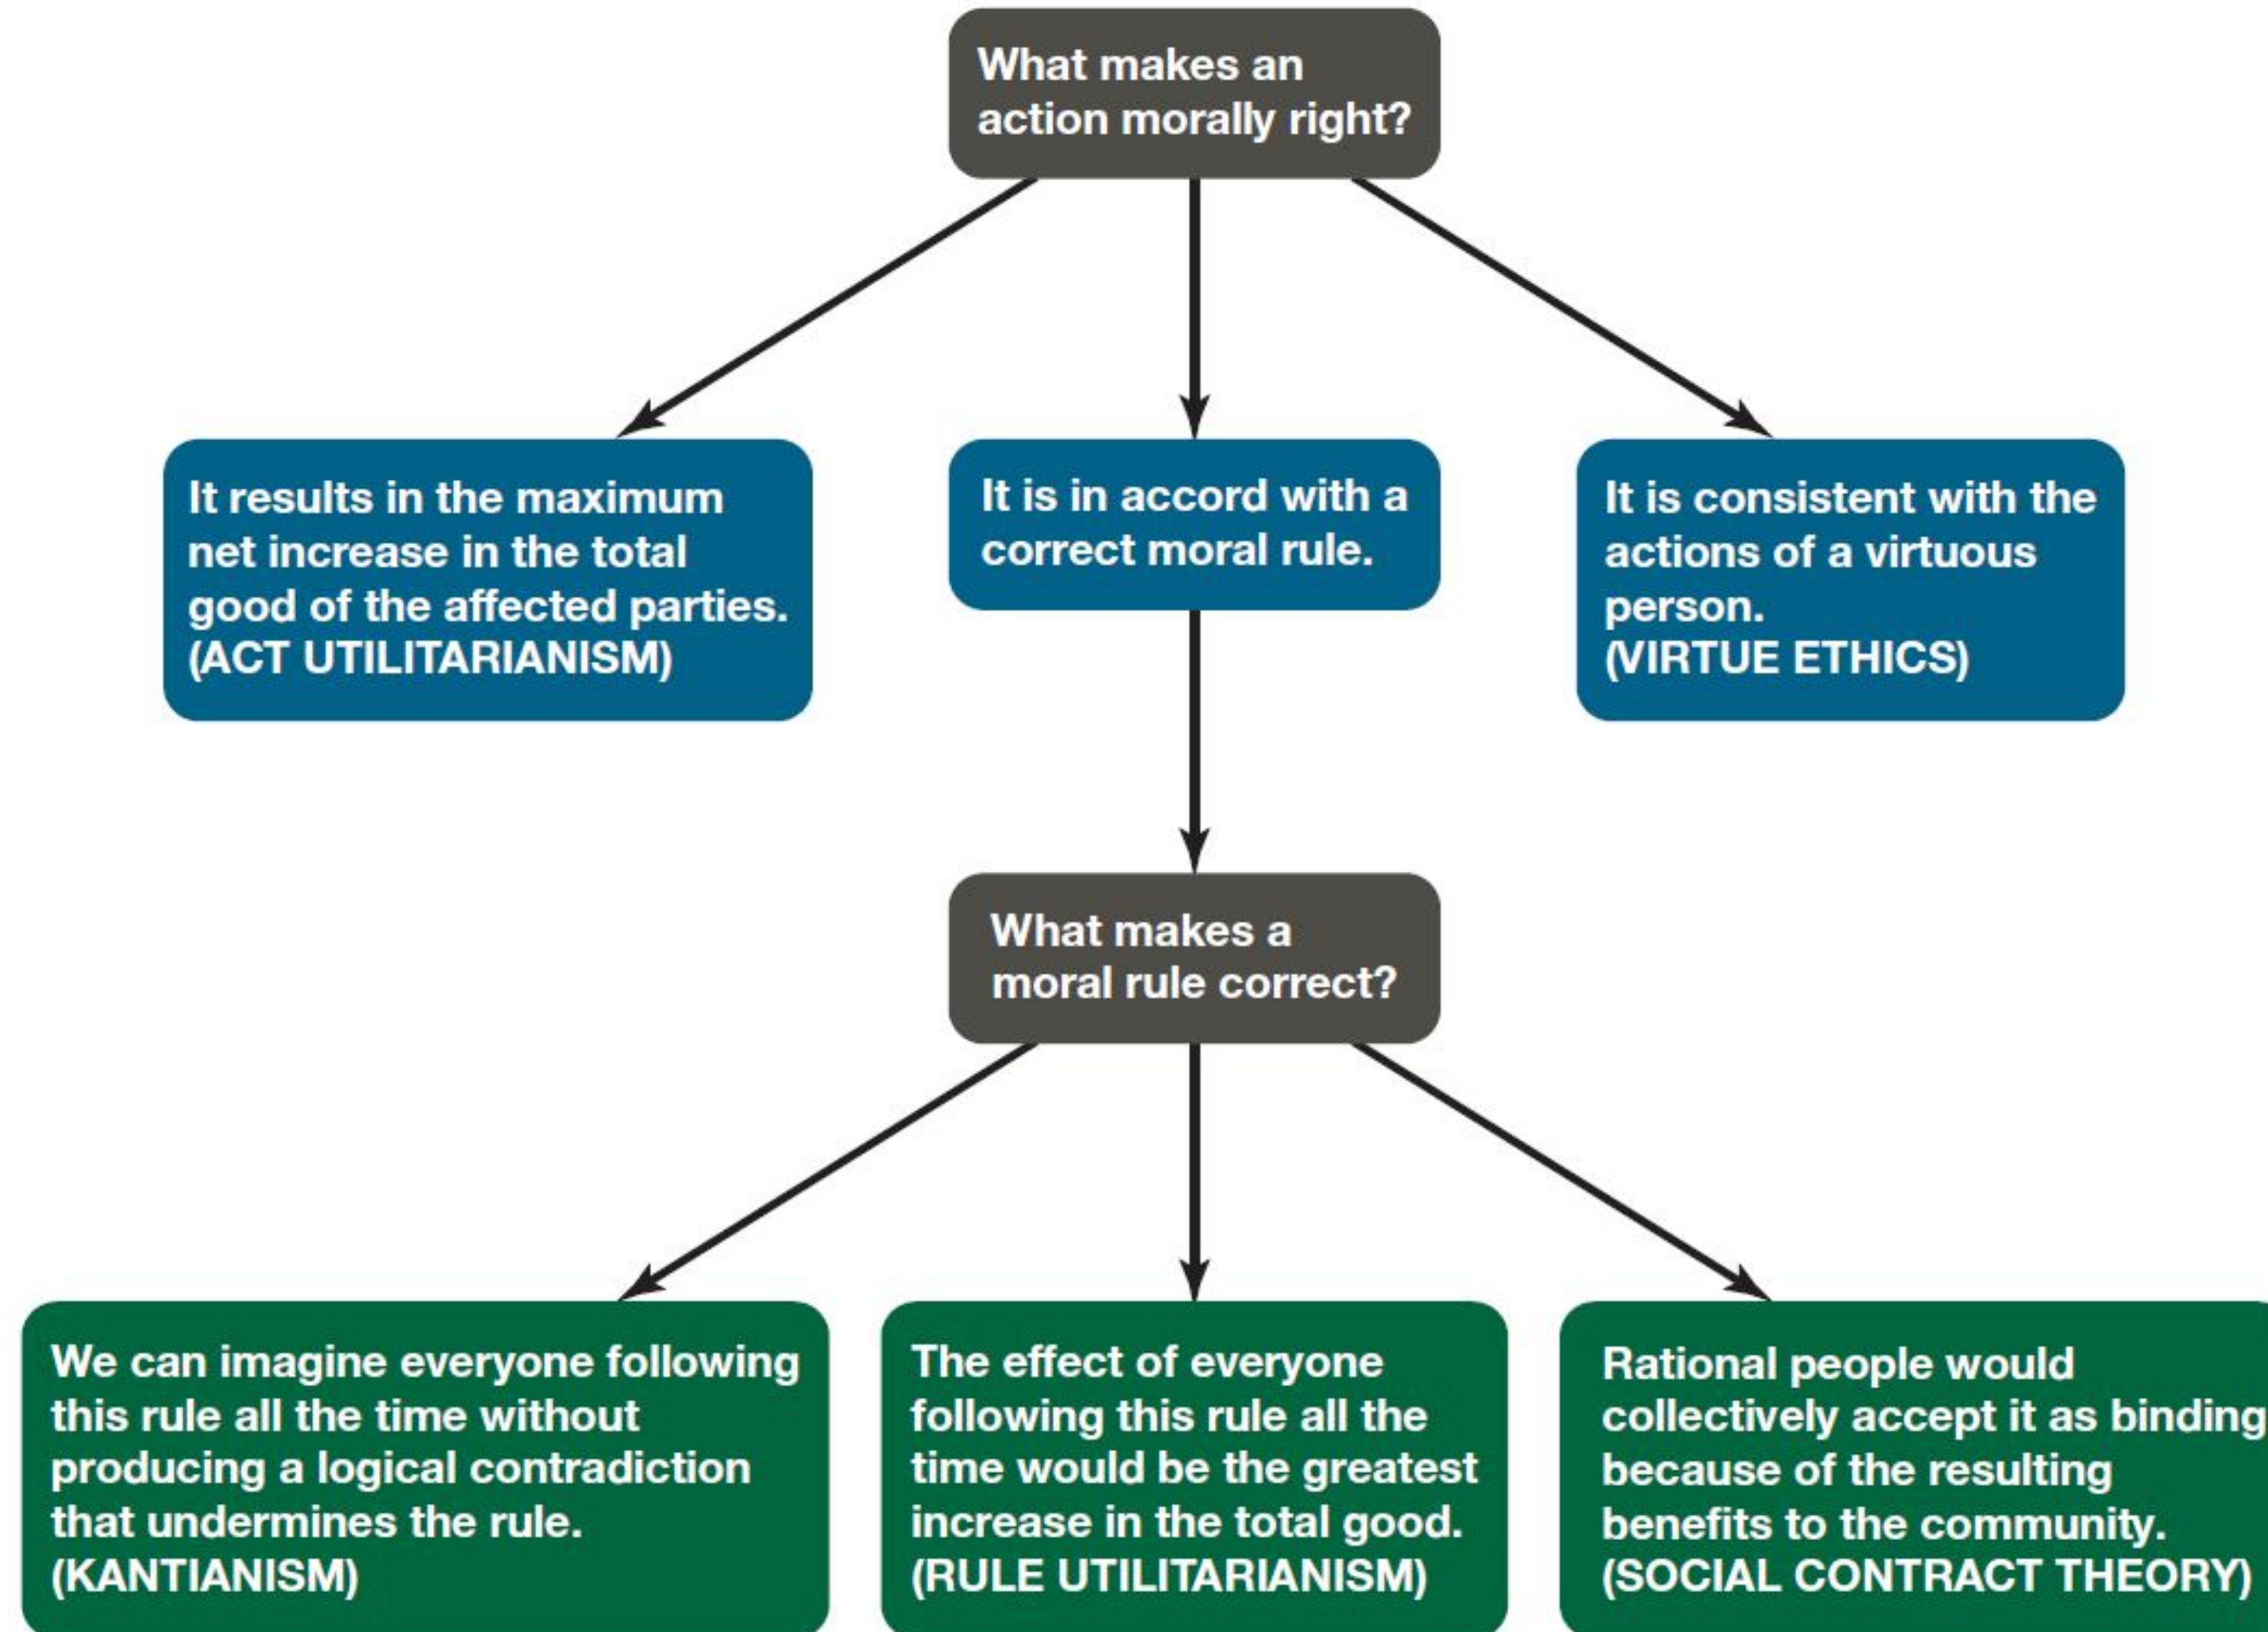 What makes an
action morally right?
It results in the maximum
net increase in the total
good of the affected parties.
(ACT UTILITARIANISM)
It is in accord with a
correct moral rule.
It is consistent with the
actions of a virtuous
person.
(VIRTUE ETHICS)
What makes a
moral rule correct?
We can imagine everyone following
this rule all the time without
producing a logical contradiction
that undermines the rule.
(KANTIANISM)
The effect of everyone
following this rule all the
time would be the greatest
increase in the total good.
(RULE UTILITARIANISM)
Rational people would
collectively accept it as binding
because of the resulting
benefits to the community.
(SOCIAL CONTRACT THEORY)